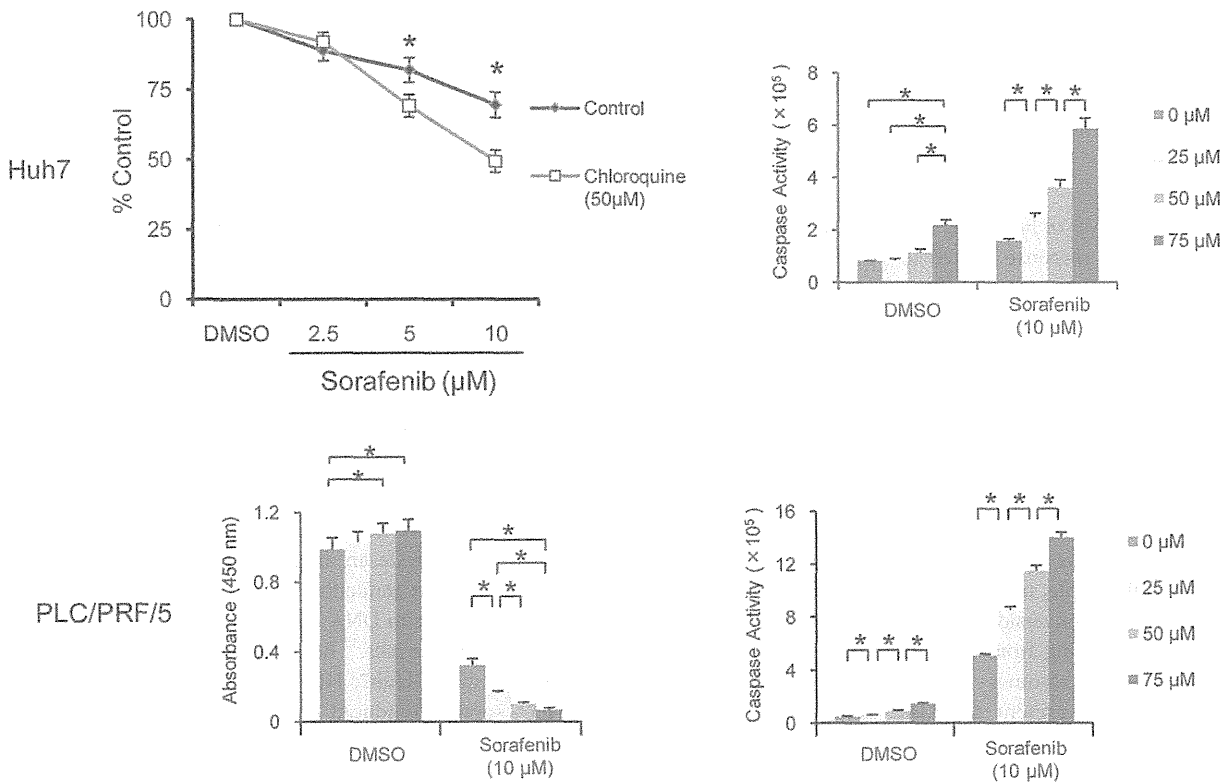 Huh7
% Control
100
75
50
25
0
*
*
Control
Chloroquine
(50µM)
DMSO
2.5
5
10
Sorafenib (µM)
Caspase Activity (×10⁵)
8
6
4
2
0
*
*
*
* * *
DMSO
Sorafenib
(10 µM)
0 µM
25 µM
50 µM
75 µM
PLC/PRF/5
Absorbance (450 nm)
1.2
0.8
0.4
0
*
*
*
*
* *
DMSO
Sorafenib
(10 µM)
Caspase Activity (×10⁵)
16
12
8
4
0
* * *
* * *
DMSO
Sorafenib
(10 µM)
0 µM
25 µM
50 µM
75 µM